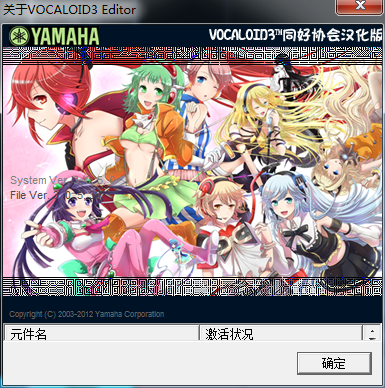 关于VOCALOID3 Editor
YAMAHA
VOCALOID3™同好协会汉化版
System Ver.
File Ver.
Copyright (C) 2003-2012 Yamaha Corporation
元件名 激活状况
确定